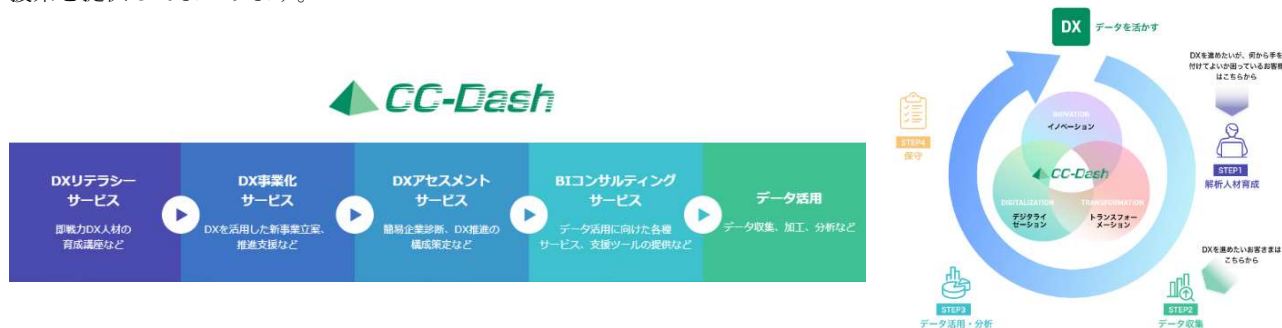 CC-Dash
DXリテラシー
サービス
即戦力DX人材の
育成講座など
DX事業化
サービス
DXを活用した新事業立案、
推進支援など
DXアセスメント
サービス
簡易企業診断、DX推進の
構成策定など
BIコンサルティング
サービス
データ活用に向けた各種
サービス、支援ツールの提供など
データ活用
データ収集、加工、分析など
DX データを活かす
DXを進めたいが、何から手を
付けてよいか困っているお客様
はこちらから
STEP1
解析人材育成
DXを進めたいお客さまは
こちらから
STEP2
データ収集
STEP3
データ活用・分析
STEP4
保守
イノベーション
CC-Dash
DIGITALIZATION
デジタライ
ゼーション
TRANSFORMATION
トランスフォー
メーション